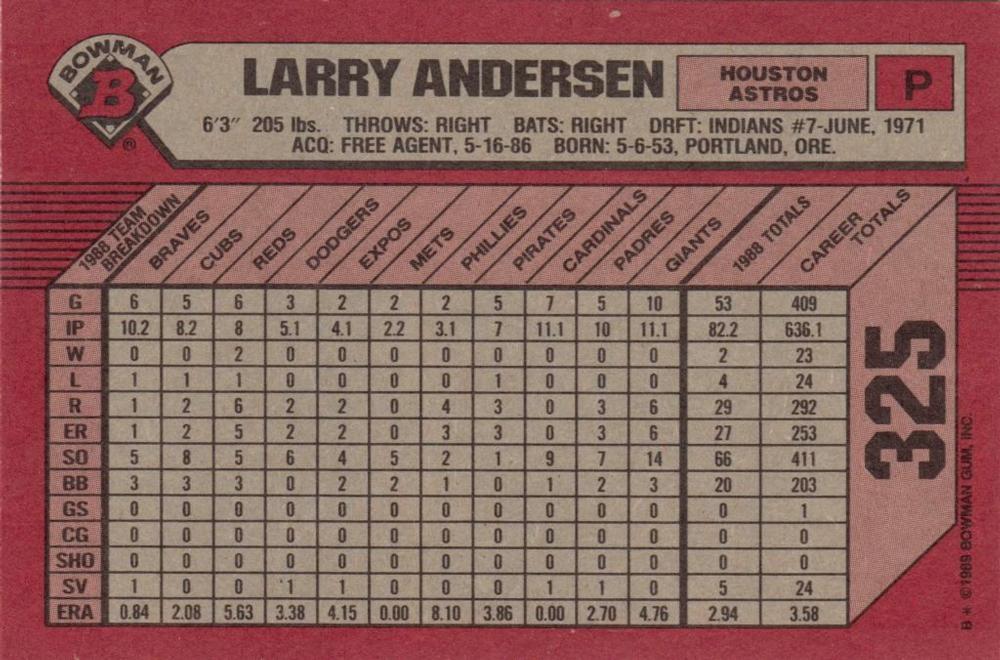 BOWMAN
B
®
LARRY ANDERSEN
HOUSTON
ASTROS
P
6'3" 205 lbs. THROWS: RIGHT BATS: RIGHT DRFT: INDIANS #7-JUNE, 1971
ACQ: FREE AGENT, 5-16-86 BORN: 5-6-53, PORTLAND, ORE.
1988 TEAM BREAKDOWN BRAVES CUBS REDS DODGERS EXPOS METS PHILLIES PIRATES CARDINALS PADRES GIANTS 1988 TOTALS CAREER TOTALS
G 6 5 6 3 2 2 2 5 7 5 10 53 409
IP 10.2 8.2 8 5.1 4.1 2.2 3.1 7 11.1 10 11.1 82.2 636.1
W 0 0 2 0 0 0 0 0 0 0 0 2 23
L 1 1 1 0 0 0 0 1 0 0 0 4 24
R 1 2 6 2 2 0 4 3 0 3 6 29 292
ER 1 2 5 2 2 0 3 3 0 3 6 27 253
SO 5 8 5 6 4 5 2 1 9 7 14 66 411
BB 3 3 3 0 2 2 1 0 1 2 3 20 203
GS 0 0 0 0 0 0 0 0 0 0 0 0 1
CG 0 0 0 0 0 0 0 0 0 0 0 0 0
SHO 0 0 0 0 0 0 0 0 0 0 0 0 0
SV 1 0 0 1 1 0 0 0 1 1 0 5 24
ERA 0.84 2.08 5.63 3.38 4.15 0.00 8.10 3.86 0.00 2.70 4.76 2.94 3.58
325
B * ©1989 BOWMAN GUM, INC.